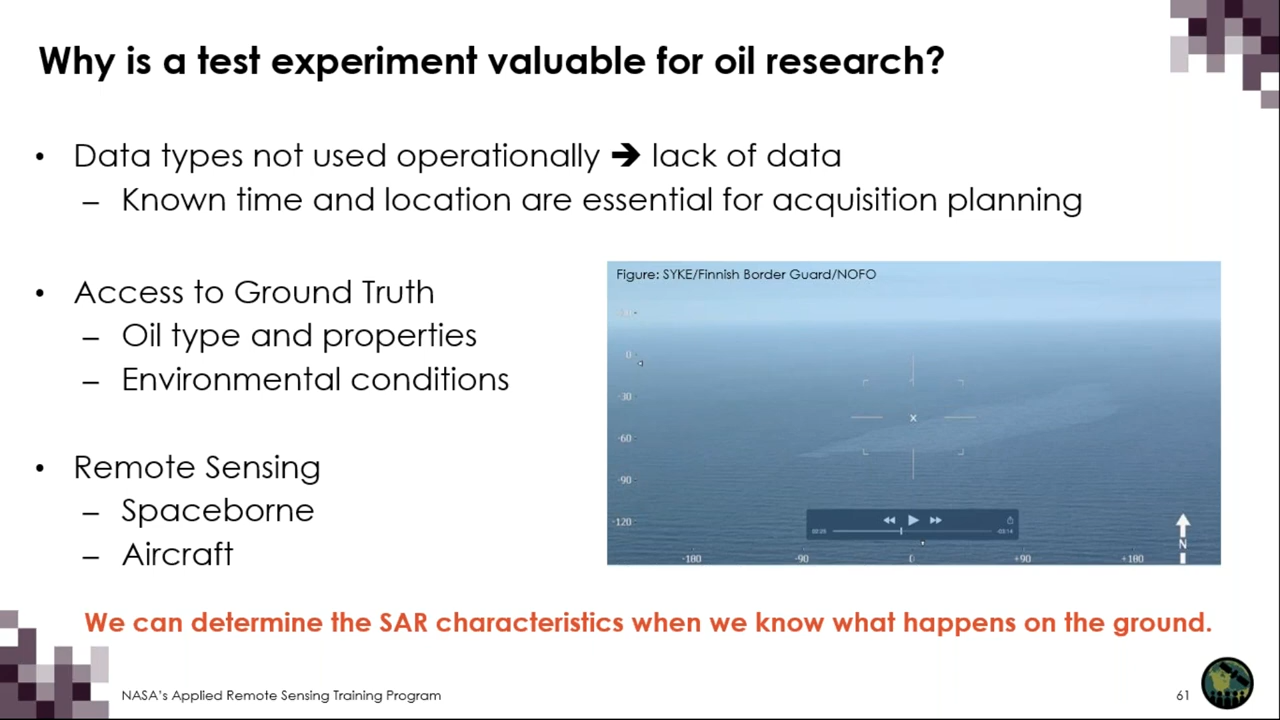 Why is a test experiment valuable for oil research?
• Data types not used operationally → lack of data
– Known time and location are essential for acquisition planning
• Access to Ground Truth
– Oil type and properties
– Environmental conditions
• Remote Sensing
– Spaceborne
– Aircraft
Figure: SYKE/Finnish Border Guard/NOFO
0
-30
-60
-90
-120
-180 -90 0 +90 +180
N
We can determine the SAR characteristics when we know what happens on the ground.
NASA's Applied Remote Sensing Training Program
61